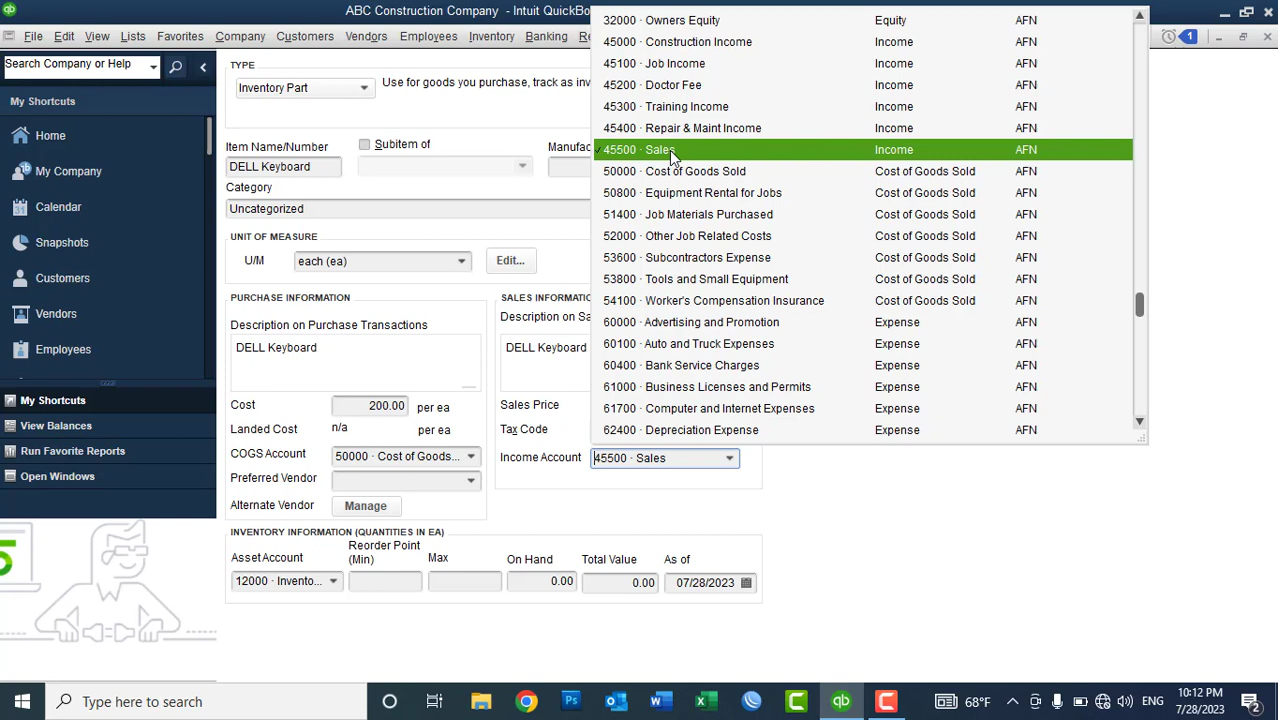 ABC Construction Company - Intuit QuickBo
File Edit View Lists Favorites Company Customers Vendors Employees Inventory Banking Re
1
Search Company or Help
My Shortcuts
Home
My Company
Calendar
Snapshots
Customers
Vendors
Employees
My Shortcuts
View Balances
Run Favorite Reports
Open Windows
TYPE
Inventory Part
Use for goods you purchase, track as inv
Item Name/Number
Subitem of
Manufac
DELL Keyboard
Category
Uncategorized
UNIT OF MEASURE
U/M each (ea) Edit...
PURCHASE INFORMATION
Description on Purchase Transactions
DELL Keyboard
Cost 200.00 per ea
Landed Cost n/a per ea
COGS Account 50000 · Cost of Goods...
Preferred Vendor
Alternate Vendor Manage
SALES INFORMATION
Description on Sa
DELL Keyboard
Sales Price
Tax Code
Income Account 45500 · Sales
INVENTORY INFORMATION (QUANTITIES IN EA)
Asset Account
Reorder Point (Min)
Max
On Hand
Total Value
As of
12000 · Invento...
0.00
0.00
07/28/2023
32000 · Owners Equity Equity AFN
45000 · Construction Income Income AFN
45100 · Job Income Income AFN
45200 · Doctor Fee Income AFN
45300 · Training Income Income AFN
45400 · Repair & Maint Income Income AFN
45500 · Sales Income AFN
50000 · Cost of Goods Sold Cost of Goods Sold AFN
50800 · Equipment Rental for Jobs Cost of Goods Sold AFN
51400 · Job Materials Purchased Cost of Goods Sold AFN
52000 · Other Job Related Costs Cost of Goods Sold AFN
53600 · Subcontractors Expense Cost of Goods Sold AFN
53800 · Tools and Small Equipment Cost of Goods Sold AFN
54100 · Worker's Compensation Insurance Cost of Goods Sold AFN
60000 · Advertising and Promotion Expense AFN
60100 · Auto and Truck Expenses Expense AFN
60400 · Bank Service Charges Expense AFN
61000 · Business Licenses and Permits Expense AFN
61700 · Computer and Internet Expenses Expense AFN
62400 · Depreciation Expense Expense AFN
5
Type here to search
68°F
ENG
10:12 PM
7/28/2023
2